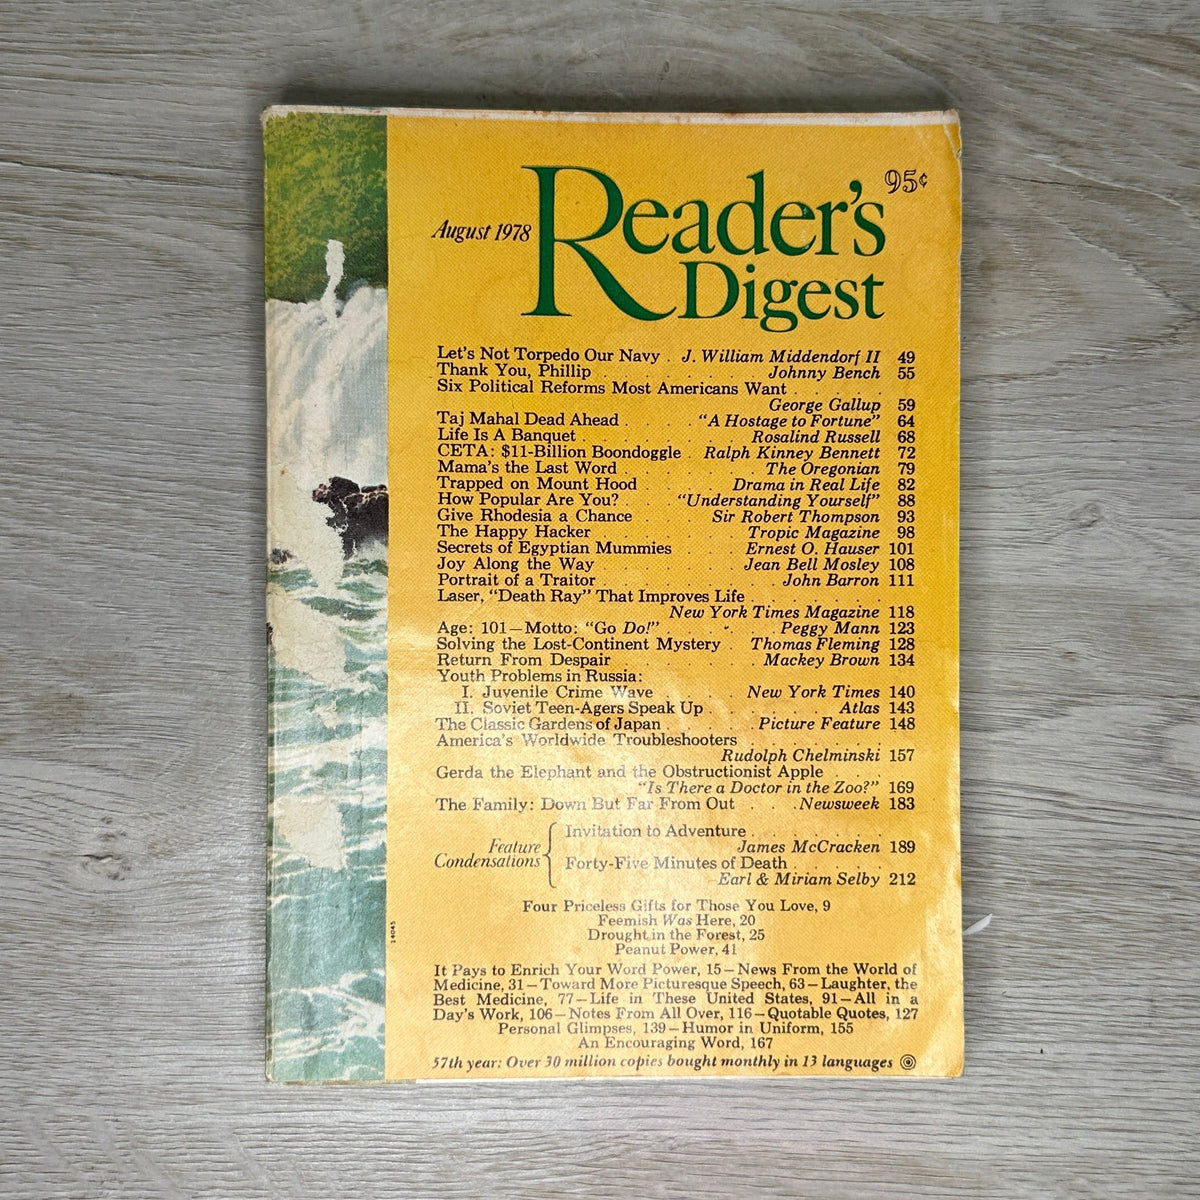 95¢
August 1978
Reader's
Digest
Let's Not Torpedo Our Navy . J. William Middendorf II 49
Thank You, Phillip . . . . . . . . Johnny Bench 55
Six Political Reforms Most Americans Want . . . . .
George Gallup 59
Taj Mahal Dead Ahead . . . . "A Hostage to Fortune" 64
Life Is A Banquet . . . . . . . . Rosalind Russell 68
CETA: $11-Billion Boondoggle . Ralph Kinney Bennett 72
Mama's the Last Word . . . . . . . The Oregonian 79
Trapped on Mount Hood . . . . . Drama in Real Life 82
How Popular Are You? . . . "Understanding Yourself" 88
Give Rhodesia a Chance . . . . Sir Robert Thompson 93
The Happy Hacker . . . . . . . Tropic Magazine 98
Secrets of Egyptian Mummies . . . . Ernest O. Hauser 101
Joy Along the Way . . . . . . . Jean Bell Mosley 108
Portrait of a Traitor . . . . . . . . . John Barron 111
Laser, "Death Ray" That Improves Life . . . . . . .
New York Times Magazine 118
Age: 101—Motto: "Go Do!" . . . . . . Peggy Mann 123
Solving the Lost-Continent Mystery . Thomas Fleming 128
Return From Despair . . . . . . . . Mackey Brown 134
Youth Problems in Russia:
I. Juvenile Crime Wave . . . . . New York Times 140
II. Soviet Teen-Agers Speak Up . . . . . . . Atlas 143
The Classic Gardens of Japan . . . . . Picture Feature 148
America's Worldwide Troubleshooters . . . . . . . .
Rudolph Chelminski 157
Gerda the Elephant and the Obstructionist Apple . . .
"Is There a Doctor in the Zoo?" 169
The Family: Down But Far From Out . . . Newsweek 183
Feature
Condensations
Invitation to Adventure . . . . . . . .
James McCracken 189
Forty-Five Minutes of Death . . . . . .
Earl & Miriam Selby 212
Four Priceless Gifts for Those You Love, 9
Feemish Was Here, 20
Drought in the Forest, 25
Peanut Power, 41
It Pays to Enrich Your Word Power, 15—News From the World of
Medicine, 31—Toward More Picturesque Speech, 63—Laughter, the
Best Medicine, 77—Life in These United States, 91—All in a
Day's Work, 106—Notes From All Over, 116—Quotable Quotes, 127
Personal Glimpses, 139—Humor in Uniform, 155
An Encouraging Word, 167
57th year: Over 30 million copies bought monthly in 13 languages
14045